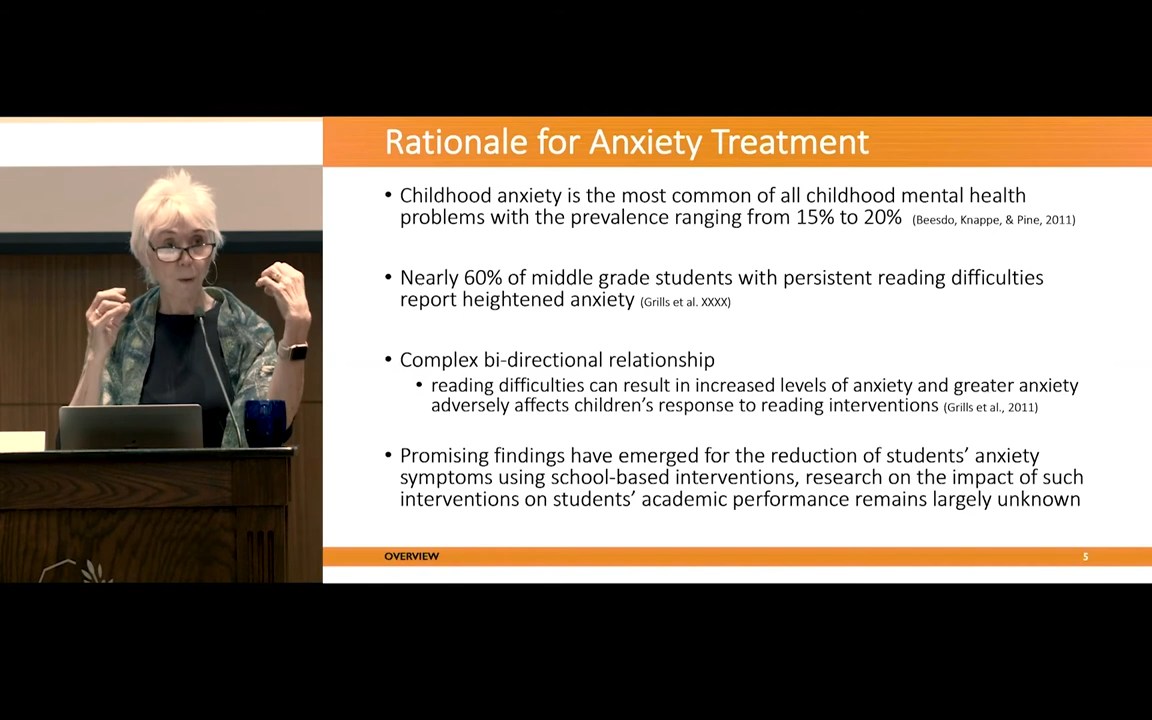 Rationale for Anxiety Treatment
• Childhood anxiety is the most common of all childhood mental health
problems with the prevalence ranging from 15% to 20% (Beesdo, Knappe, & Pine, 2011)
• Nearly 60% of middle grade students with persistent reading difficulties
report heightened anxiety (Grills et al. XXXX)
• Complex bi-directional relationship
• reading difficulties can result in increased levels of anxiety and greater anxiety
adversely affects children's response to reading interventions (Grills et al., 2011)
• Promising findings have emerged for the reduction of students' anxiety
symptoms using school-based interventions, research on the impact of such
interventions on students' academic performance remains largely unknown
OVERVIEW 5